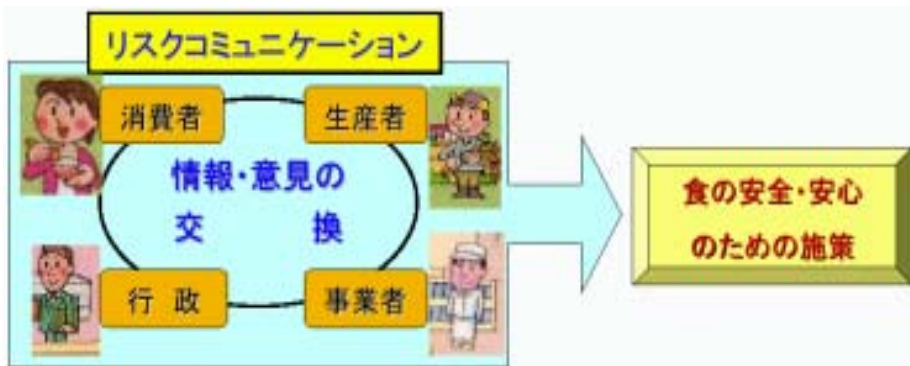 リスクコミュニケーション
消費者
生産者
情報・意見の
交 換
行 政
事業者
食の安全・安心
のための施策